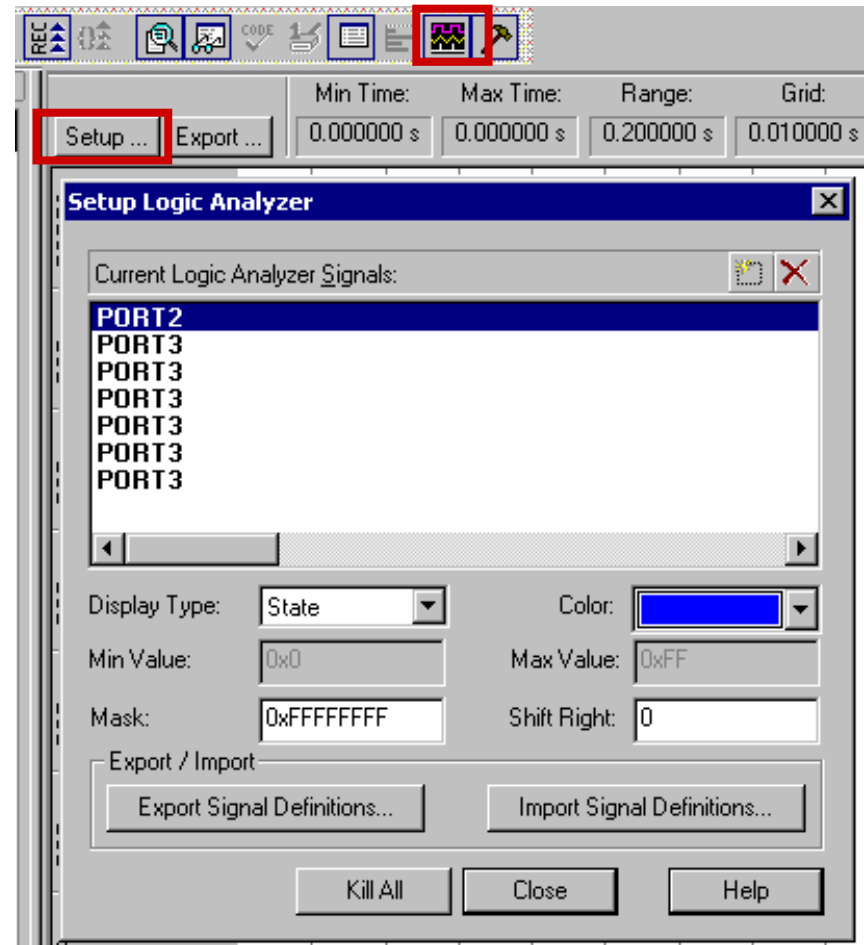 REC {} CODE
Min Time: Max Time: Range: Grid:
Setup ... Export ... 0.000000 s 0.000000 s 0.200000 s 0.010000 s
Setup Logic Analyzer
Current Logic Analyzer Signals:
PORT2
PORT3
PORT3
PORT3
PORT3
PORT3
PORT3
Display Type: State Color:
Min Value: 0x0 Max Value: 0xFF
Mask: 0xFFFFFFFF Shift Right: 0
Export / Import
Export Signal Definitions... Import Signal Definitions...
Kill All Close Help